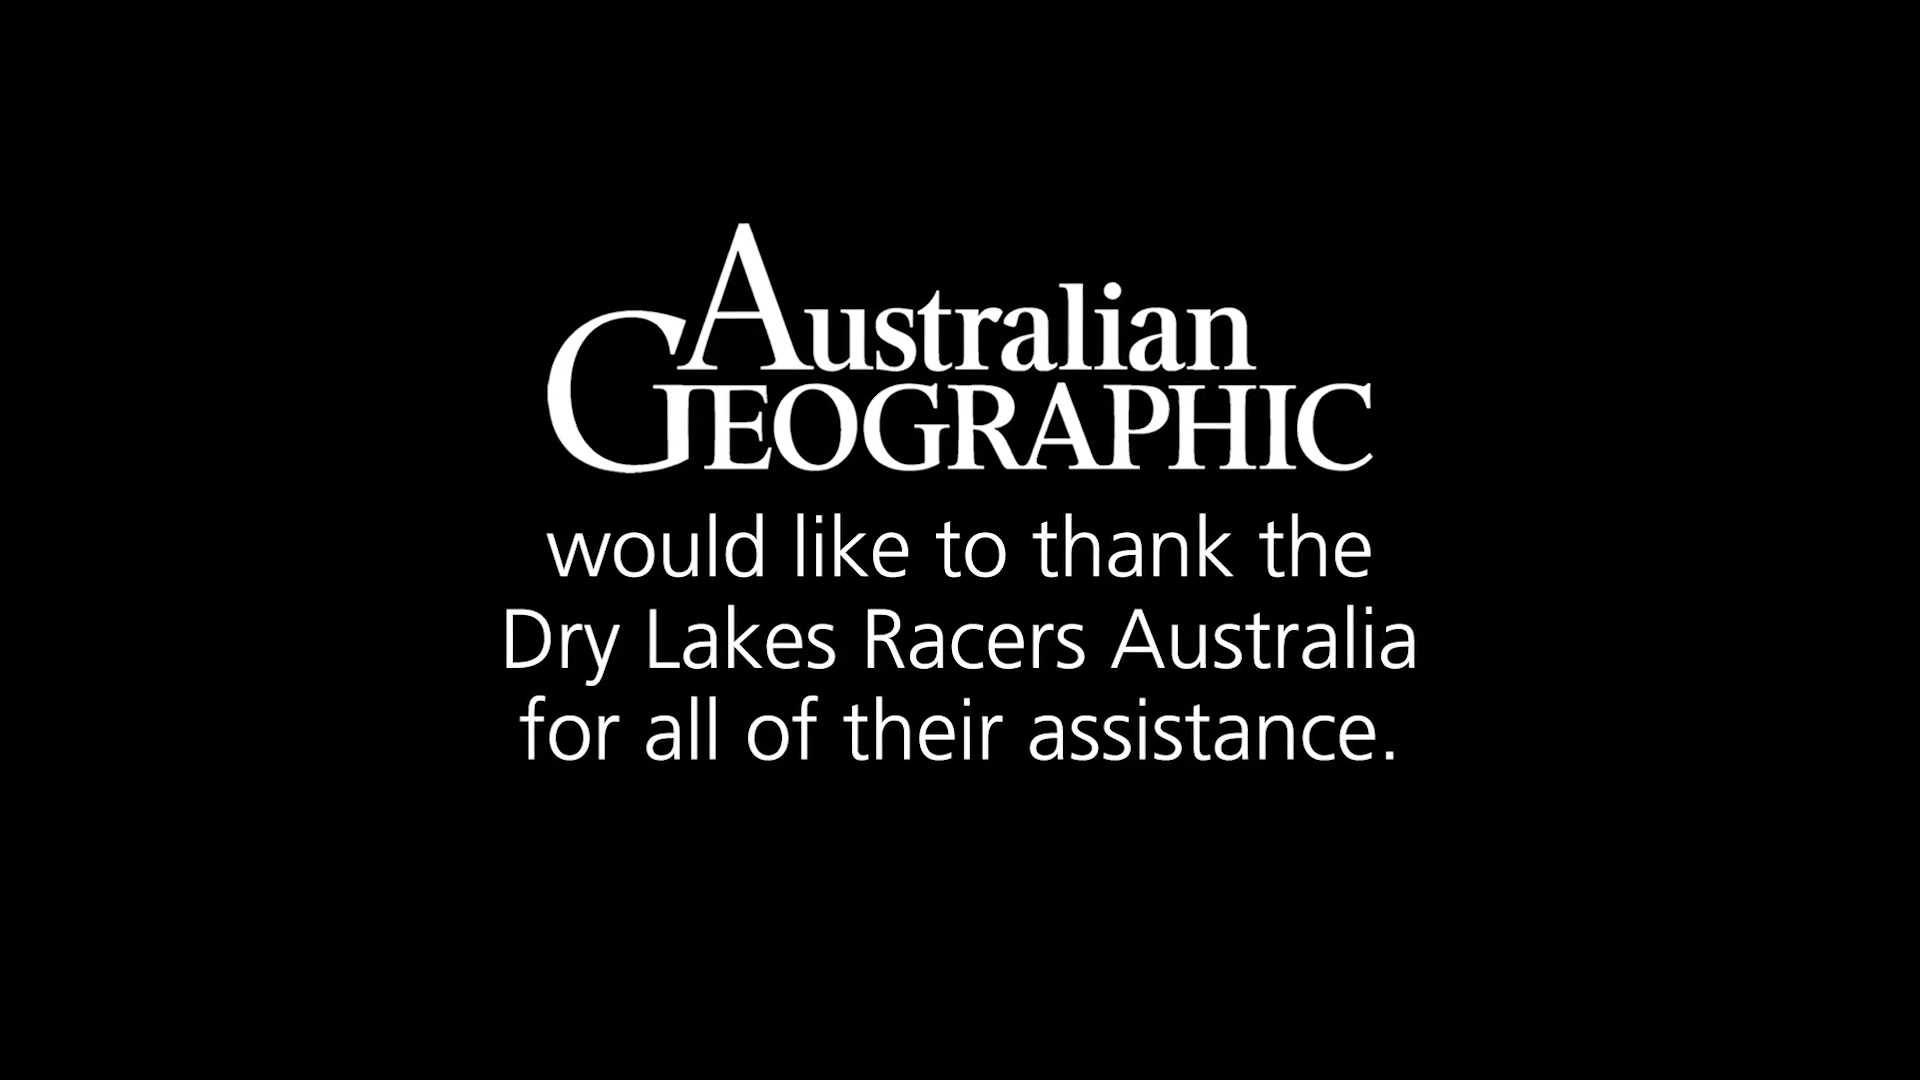 Australian
GEOGRAPHIC
would like to thank the
Dry Lakes Racers Australia
for all of their assistance.